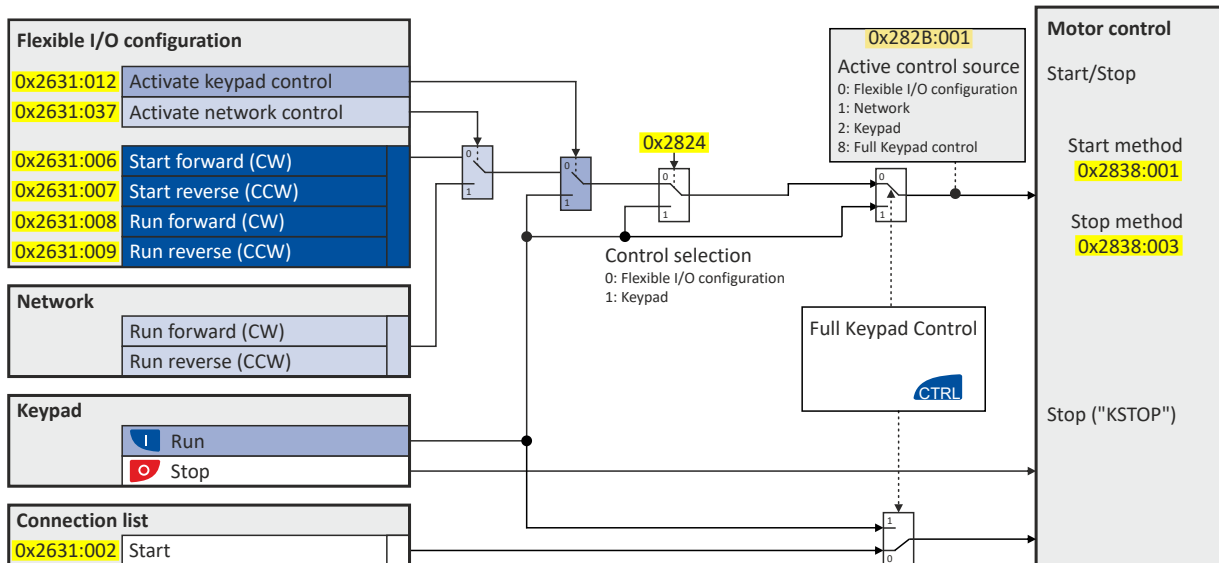 Flexible I/O configuration
0x2631:012 Activate keypad control
0x2631:037 Activate network control
0x2631:006 Start forward (CW)
0x2631:007 Start reverse (CCW)
0x2631:008 Run forward (CW)
0x2631:009 Run reverse (CCW)
Network
Run forward (CW)
Run reverse (CCW)
Keypad
I Run
O Stop
Connection list
0x2631:002 Start
0
1
0
1
0x2824
0
1
Control selection
0: Flexible I/O configuration
1: Keypad
0x282B:001
Active control source
0: Flexible I/O configuration
1: Network
2: Keypad
8: Full Keypad control
0
1
Full Keypad Control
CTRL
1
0
Motor control
Start/Stop
Start method
0x2838:001
Stop method
0x2838:003
Stop ("KSTOP")